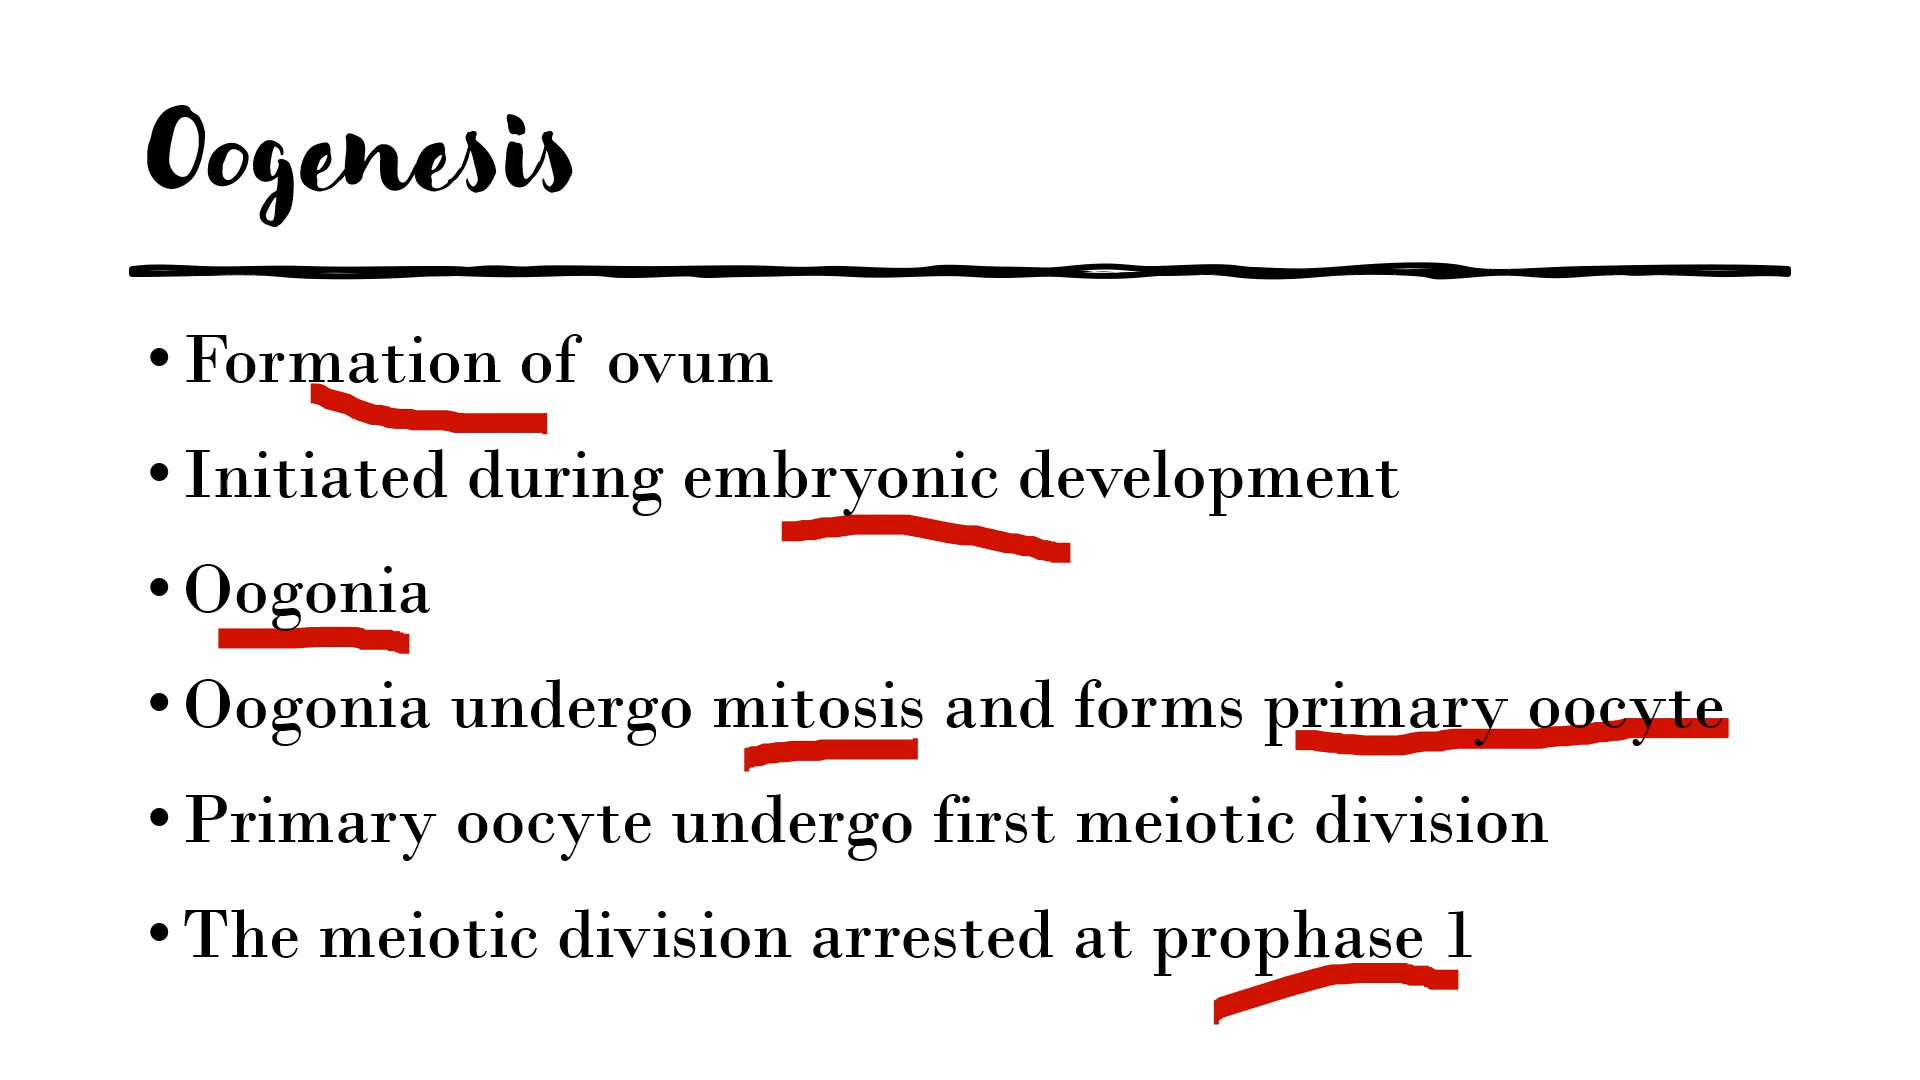 Oogenesis
• Formation of ovum
• Initiated during embryonic development
• Oogonia
• Oogonia undergo mitosis and forms primary oocyte
• Primary oocyte undergo first meiotic division
• The meiotic division arrested at prophase 1